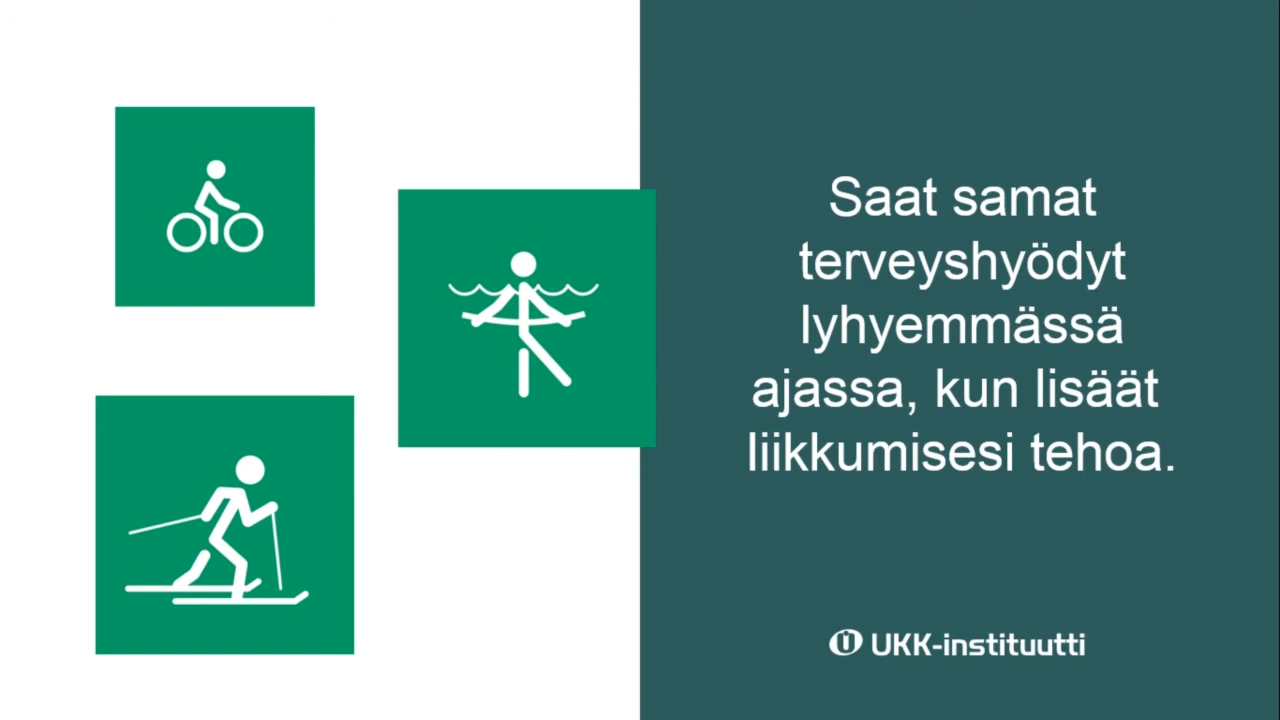 Saat samat
terveyshyödyt
lyhyemmässä
ajassa, kun lisäät
liikkumisesi tehoa.
UKK-instituutti